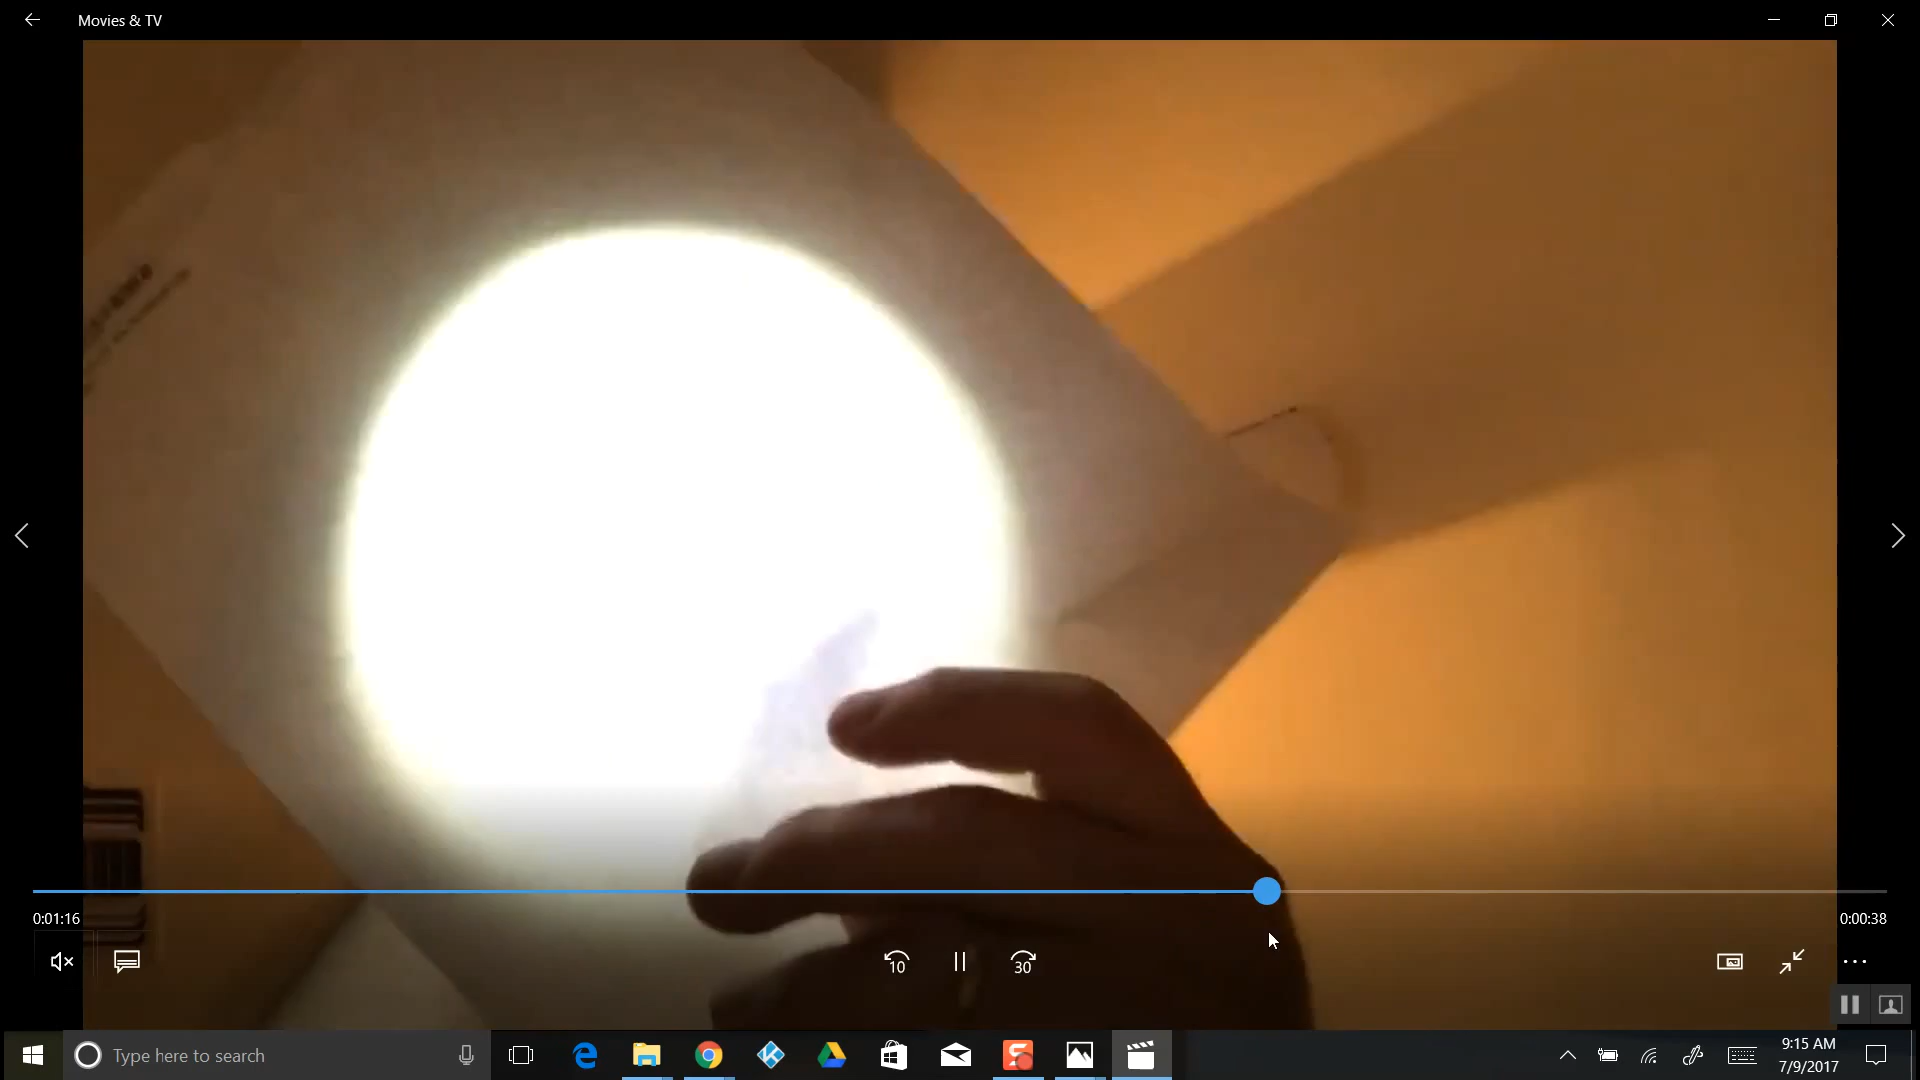 Movies & TV
0:01:16
0:00:38
10
30
Type here to search
9:15 AM
7/9/2017